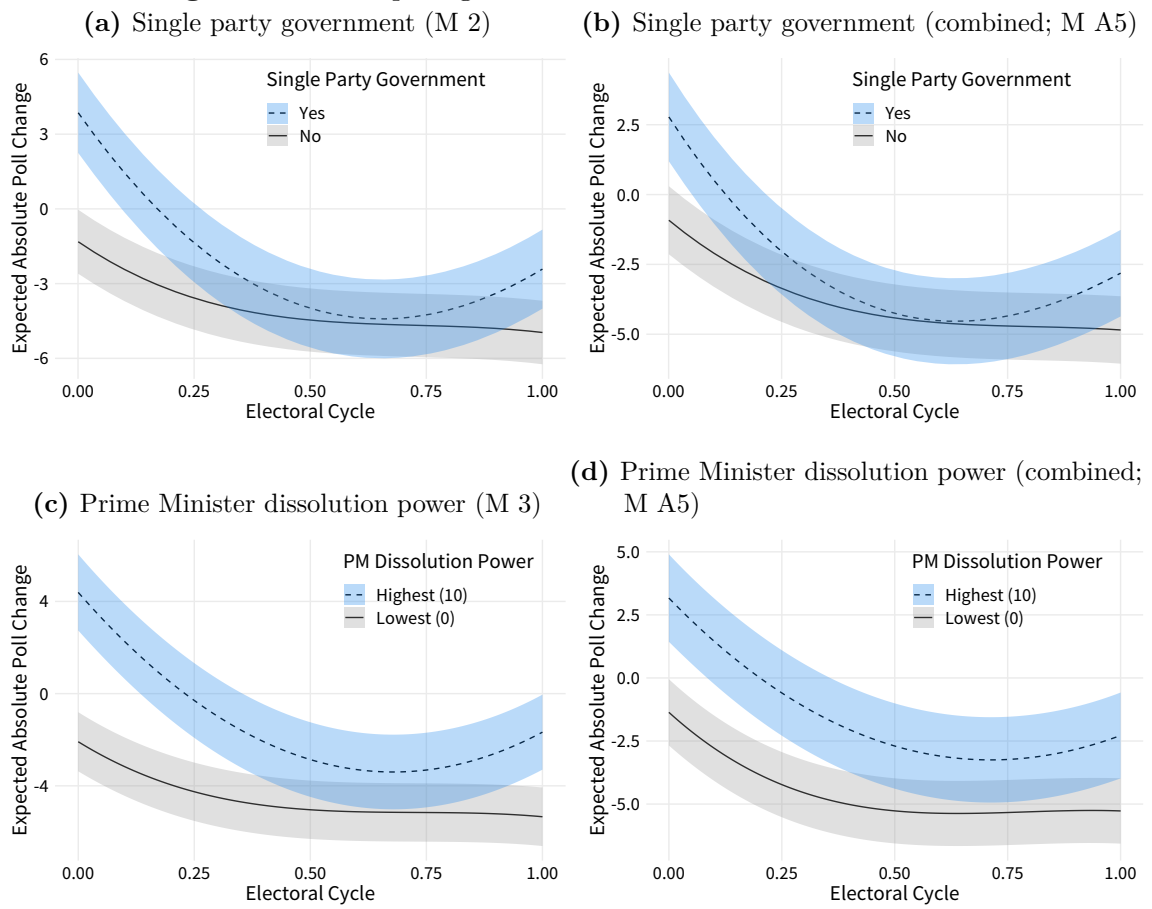 (a) Single party government (M 2)
Single Party Government
Yes
No
Expected Absolute Poll Change
6
3
0
-3
-6
0.00 0.25 0.50 0.75 1.00
Electoral Cycle
(b) Single party government (combined; M A5)
Single Party Government
Yes
No
Expected Absolute Poll Change
2.5
0.0
-2.5
-5.0
0.00 0.25 0.50 0.75 1.00
Electoral Cycle
(c) Prime Minister dissolution power (M 3)
PM Dissolution Power
Highest (10)
Lowest (0)
Expected Absolute Poll Change
4
0
-4
0.00 0.25 0.50 0.75 1.00
Electoral Cycle
(d) Prime Minister dissolution power (combined;
M A5)
PM Dissolution Power
Highest (10)
Lowest (0)
Expected Absolute Poll Change
5.0
2.5
0.0
-2.5
-5.0
0.00 0.25 0.50 0.75 1.00
Electoral Cycle